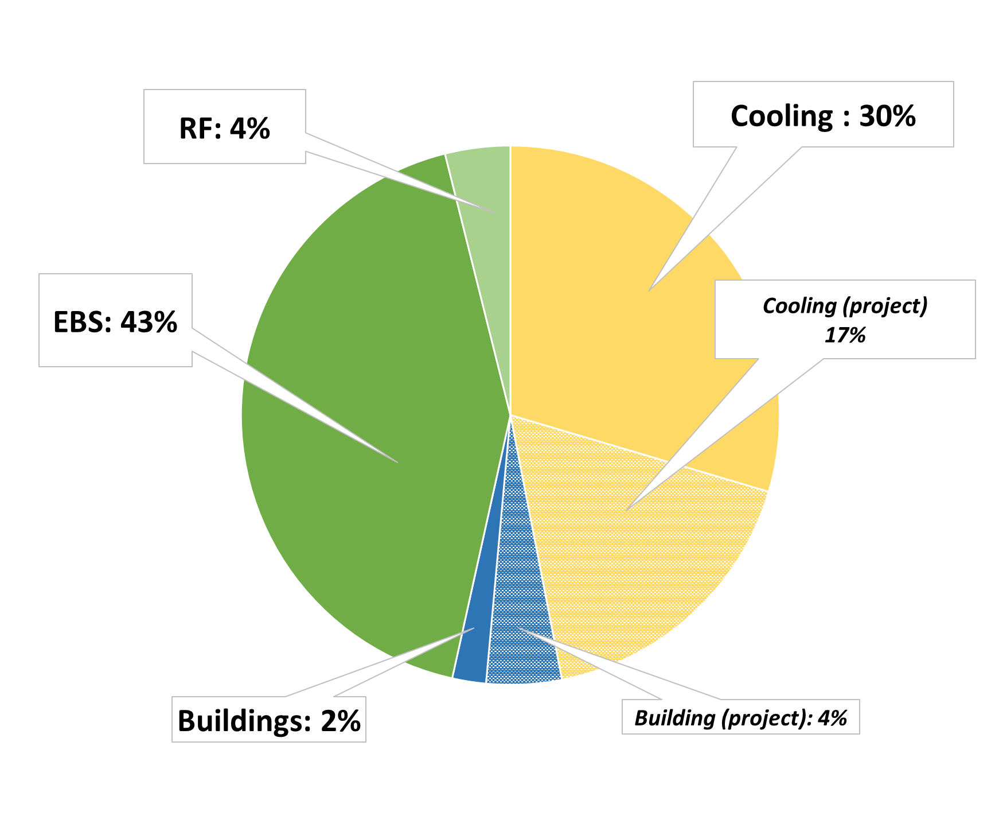 RF: 4%
Cooling : 30%
EBS: 43%
Cooling (project)
17%
Buildings: 2%
Building (project): 4%